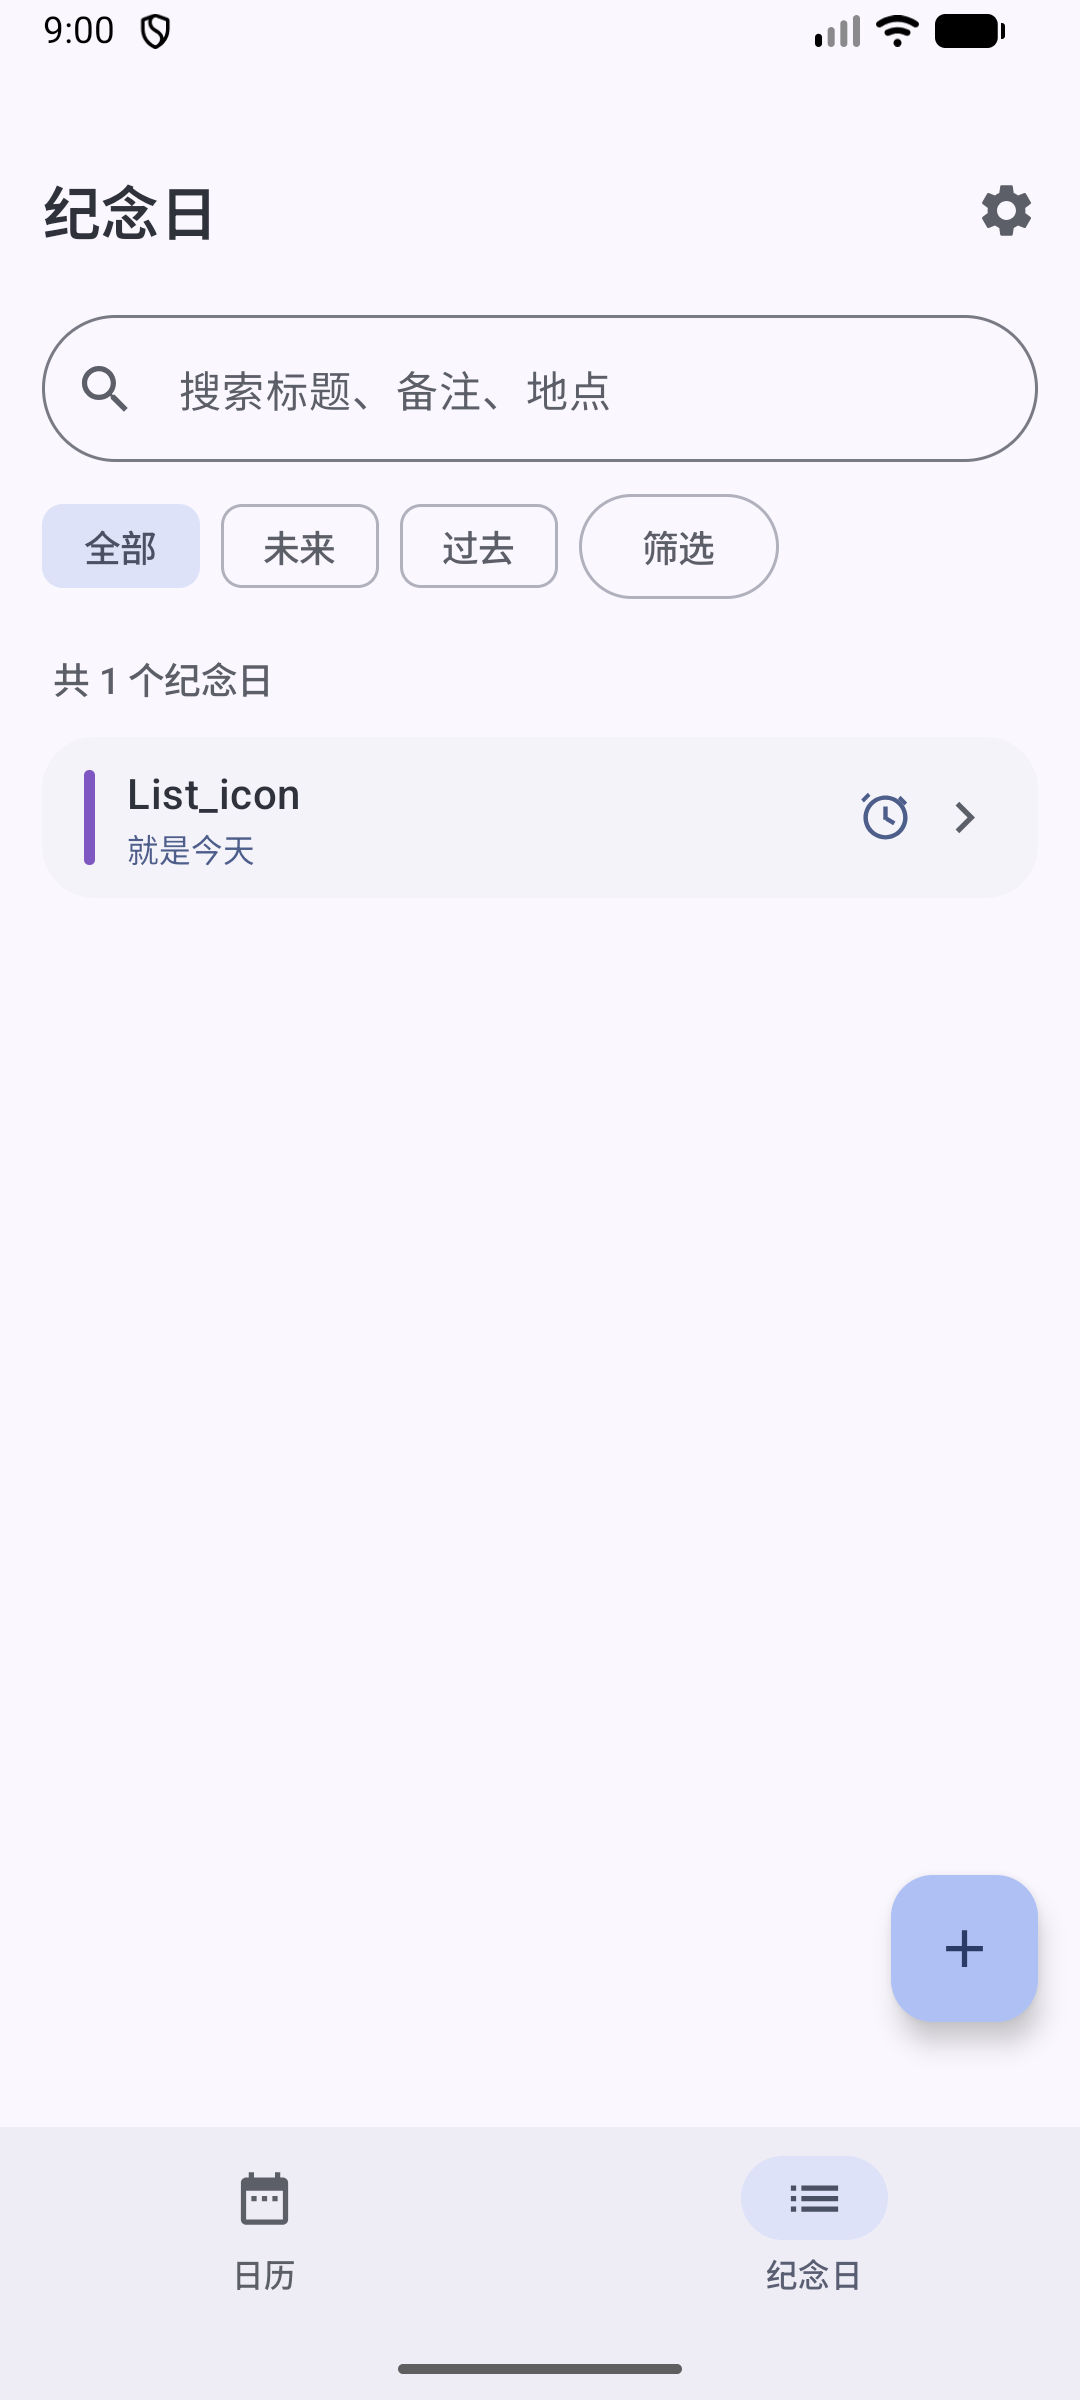 9:00
纪念日
搜索标题、备注、地点
全部 未来 过去 筛选
共 1 个纪念日
List_icon
就是今天
日历 纪念日